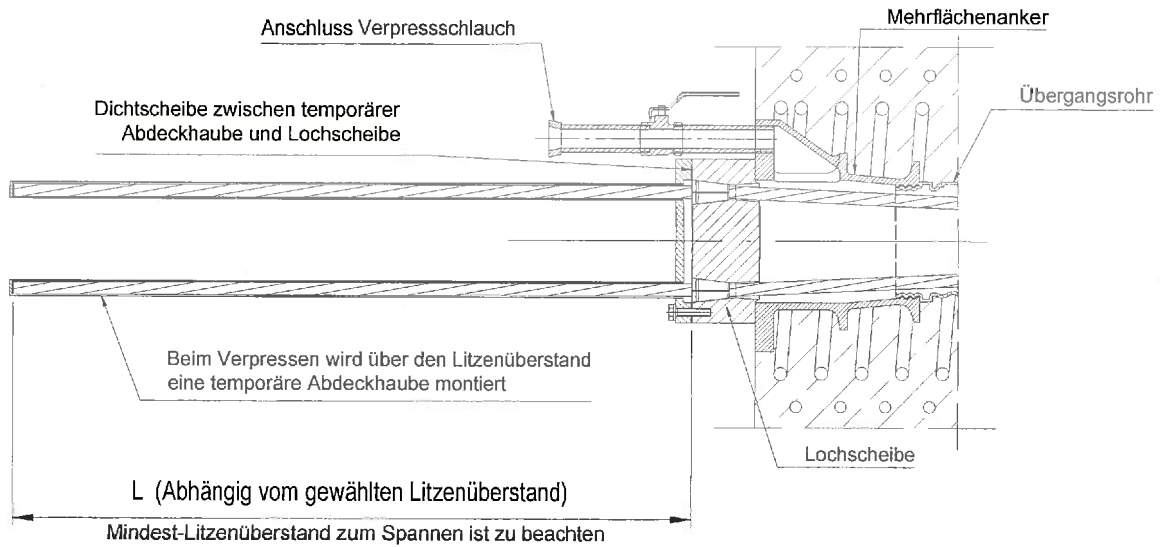 Mehrflächenanker
Anschluss Verpressschlauch
Übergangsrohr
Dichtscheibe zwischen temporärer
Abdeckhaube und Lochscheibe
Beim Verpressen wird über den Litzenüberstand
eine temporäre Abdeckhaube montiert
Lochscheibe
L (Abhängig vom gewählten Litzenüberstand)
Mindest-Litzenüberstand zum Spannen ist zu beachten